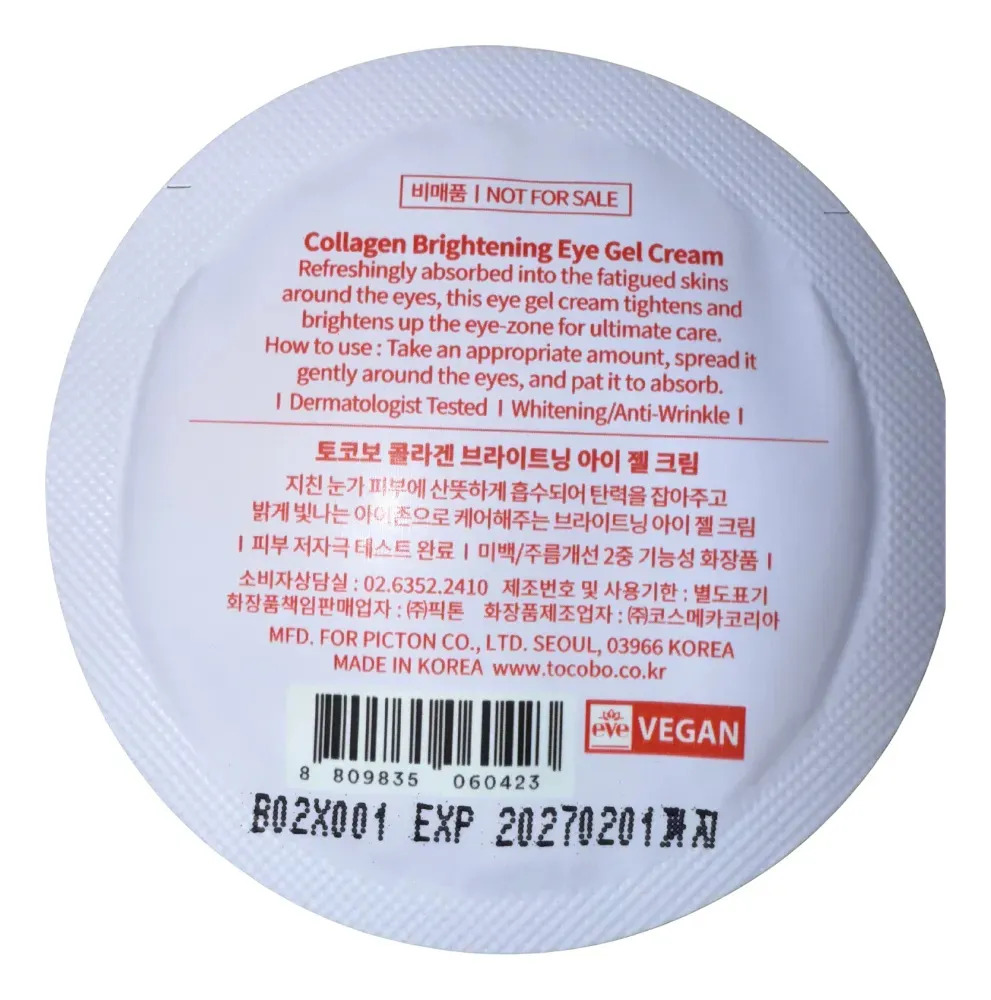 비매품 | NOT FOR SALE
Collagen Brightening Eye Gel Cream
Refreshingly absorbed into the fatigued skins
around the eyes, this eye gel cream tightens and
brightens up the eye-zone for ultimate care.
How to use : Take an appropriate amount, spread it
gently around the eyes, and pat it to absorb.
| Dermatologist Tested | Whitening/Anti-Wrinkle |
토코보 콜라겐 브라이트닝 아이 젤 크림
지친 눈가 피부에 산뜻하게 흡수되어 탄력을 잡아주고
밝게 빛나는 아이존으로 케어해주는 브라이트닝 아이 젤 크림
| 피부 저자극 테스트 완료 | 미백/주름개선 2중 기능성 화장품 |
소비자상담실 : 02.6352.2410 제조번호 및 사용기한 : 별도표기
화장품책임판매업자 : ㈜픽톤 화장품제조업자 : ㈜코스메카코리아
MFD. FOR PICTON CO., LTD. SEOUL, 03966 KOREA
MADE IN KOREA www.tocobo.co.kr
eve VEGAN
8 809835 060423
B02X001 EXP 20270201까지